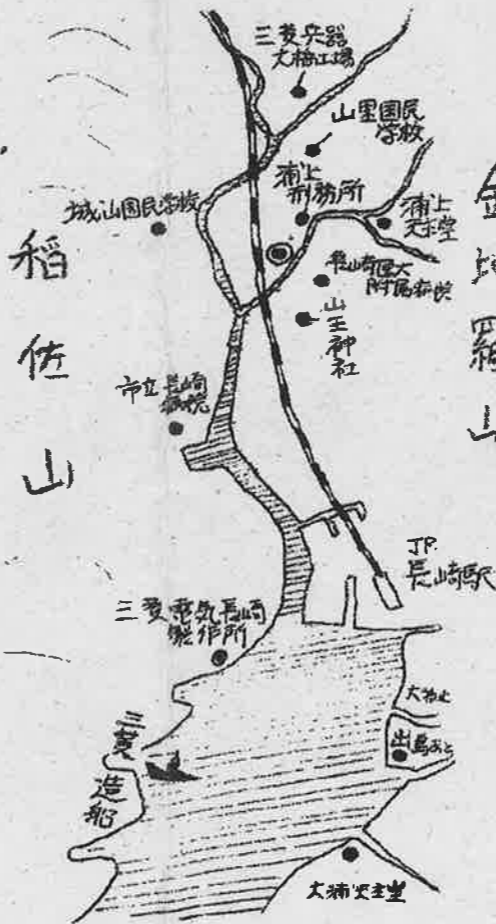 三菱兵器
大橋工場
山里国民
学校
浦上
刑務所
城山国民学校
浦上
天主堂
長崎医大
附属病院
山王
神社
稲佐山
金比羅山
市立長崎
病院
JR.
長崎駅
三菱電気長崎
製作所
大波止
出島あと
三菱
造船
大浦天主堂